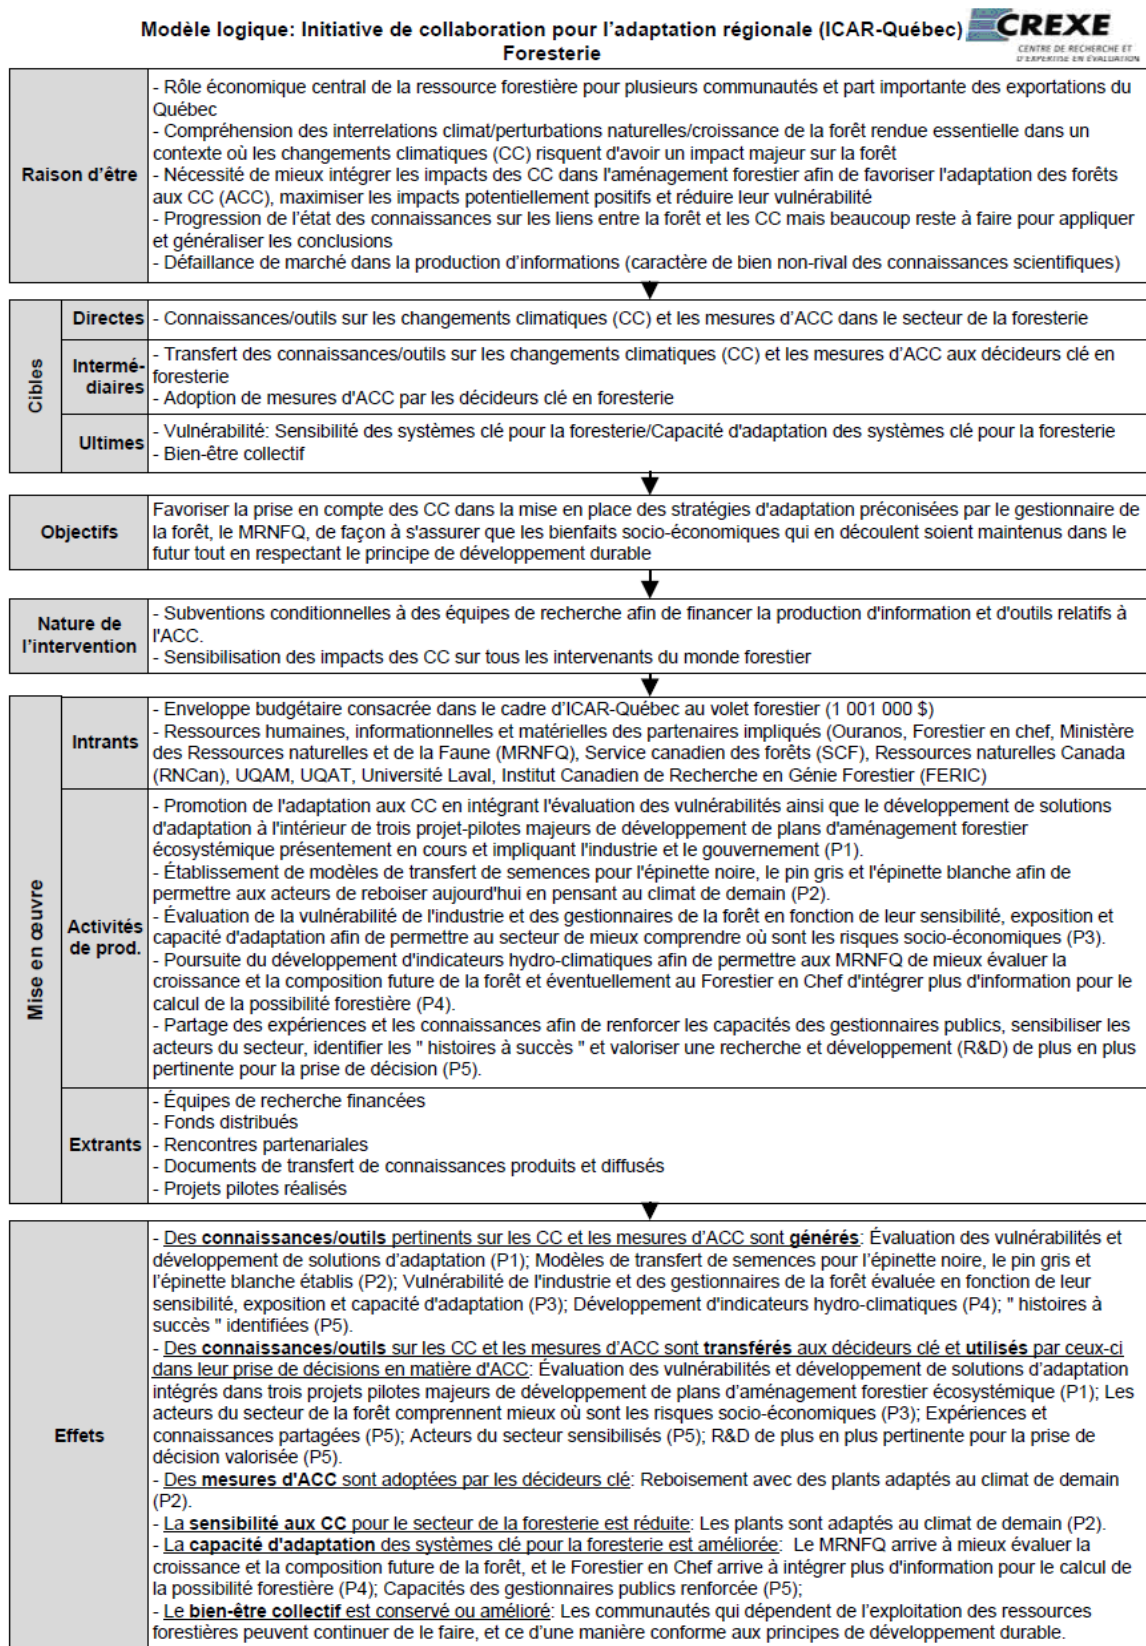 Modèle logique: Initiative de collaboration pour l'adaptation régionale (ICAR-Québec)
Foresterie
CREXE
CENTRE DE RECHERCHE ET
D'EXPERTISE EN ÉVALUATION
Raison d'être
- Rôle économique central de la ressource forestière pour plusieurs communautés et part importante des exportations du
Québec
- Compréhension des interrelations climat/perturbations naturelles/croissance de la forêt rendue essentielle dans un
contexte où les changements climatiques (CC) risquent d'avoir un impact majeur sur la forêt
- Nécessité de mieux intégrer les impacts des CC dans l'aménagement forestier afin de favoriser l'adaptation des forêts
aux CC (ACC), maximiser les impacts potentiellement positifs et réduire leur vulnérabilité
- Progression de l'état des connaissances sur les liens entre la forêt et les CC mais beaucoup reste à faire pour appliquer
et généraliser les conclusions
- Défaillance de marché dans la production d'informations (caractère de bien non-rival des connaissances scientifiques)
Cibles
Directes
- Connaissances/outils sur les changements climatiques (CC) et les mesures d'ACC dans le secteur de la foresterie
Intermé-
diaires
- Transfert des connaissances/outils sur les changements climatiques (CC) et les mesures d'ACC aux décideurs clé en
foresterie
- Adoption de mesures d'ACC par les décideurs clé en foresterie
Ultimes
- Vulnérabilité: Sensibilité des systèmes clé pour la foresterie/Capacité d'adaptation des systèmes clé pour la foresterie
- Bien-être collectif
Objectifs
Favoriser la prise en compte des CC dans la mise en place des stratégies d'adaptation préconisées par le gestionnaire de
la forêt, le MRNFQ, de façon à s'assurer que les bienfaits socio-économiques qui en découlent soient maintenus dans le
futur tout en respectant le principe de développement durable
Nature de
l'intervention
- Subventions conditionnelles à des équipes de recherche afin de financer la production d'information et d'outils relatifs à
l'ACC.
- Sensibilisation des impacts des CC sur tous les intervenants du monde forestier
Mise en œuvre
Intrants
- Enveloppe budgétaire consacrée dans le cadre d'ICAR-Québec au volet forestier (1 001 000 $)
- Ressources humaines, informationnelles et matérielles des partenaires impliqués (Ouranos, Forestier en chef, Ministère
des Ressources naturelles et de la Faune (MRNFQ), Service canadien des forêts (SCF), Ressources naturelles Canada
(RNCan), UQAM, UQAT, Université Laval, Institut Canadien de Recherche en Génie Forestier (FERIC)
Activités
de prod.
- Promotion de l'adaptation aux CC en intégrant l'évaluation des vulnérabilités ainsi que le développement de solutions
d'adaptation à l'intérieur de trois projet-pilotes majeurs de développement de plans d'aménagement forestier
écosystémique présentement en cours et impliquant l'industrie et le gouvernement (P1).
- Établissement de modèles de transfert de semences pour l'épinette noire, le pin gris et l'épinette blanche afin de
permettre aux acteurs de reboiser aujourd'hui en pensant au climat de demain (P2).
- Évaluation de la vulnérabilité de l'industrie et des gestionnaires de la forêt en fonction de leur sensibilité, exposition et
capacité d'adaptation afin de permettre au secteur de mieux comprendre où sont les risques socio-économiques (P3).
- Poursuite du développement d'indicateurs hydro-climatiques afin de permettre aux MRNFQ de mieux évaluer la
croissance et la composition future de la forêt et éventuellement au Forestier en Chef d'intégrer plus d'information pour le
calcul de la possibilité forestière (P4).
- Partage des expériences et les connaissances afin de renforcer les capacités des gestionnaires publics, sensibiliser les
acteurs du secteur, identifier les " histoires à succès " et valoriser une recherche et développement (R&D) de plus en plus
pertinente pour la prise de décision (P5).
Extrants
- Équipes de recherche financées
- Fonds distribués
- Rencontres partenariales
- Documents de transfert de connaissances produits et diffusés
- Projets pilotes réalisés
Effets
- Des connaissances/outils pertinents sur les CC et les mesures d'ACC sont générés: Évaluation des vulnérabilités et
développement de solutions d'adaptation (P1); Modèles de transfert de semences pour l'épinette noire, le pin gris et
l'épinette blanche établis (P2); Vulnérabilité de l'industrie et des gestionnaires de la forêt évaluée en fonction de leur
sensibilité, exposition et capacité d'adaptation (P3); Développement d'indicateurs hydro-climatiques (P4); " histoires à
succès " identifiées (P5).
- Des connaissances/outils sur les CC et les mesures d'ACC sont transférés aux décideurs clé et utilisés par ceux-ci
dans leur prise de décisions en matière d'ACC: Évaluation des vulnérabilités et développement de solutions d'adaptation
intégrés dans trois projets pilotes majeurs de développement de plans d'aménagement forestier écosystémique (P1); Les
acteurs du secteur de la forêt comprennent mieux où sont les risques socio-économiques (P3); Expériences et
connaissances partagées (P5); Acteurs du secteur sensibilisés (P5); R&D de plus en plus pertinente pour la prise de
décision valorisée (P5).
- Des mesures d'ACC sont adoptées par les décideurs clé: Reboisement avec des plants adaptés au climat de demain
(P2).
- La sensibilité aux CC pour le secteur de la foresterie est réduite: Les plants sont adaptés au climat de demain (P2).
- La capacité d'adaptation des systèmes clé pour la foresterie est améliorée: Le MRNFQ arrive à mieux évaluer la
croissance et la composition future de la forêt, et le Forestier en Chef arrive à intégrer plus d'information pour le calcul de
la possibilité forestière (P4); Capacités des gestionnaires publics renforcée (P5);
- Le bien-être collectif est conservé ou amélioré: Les communautés qui dépendent de l'exploitation des ressources
forestières peuvent continuer de le faire, et ce d'une manière conforme aux principes de développement durable.